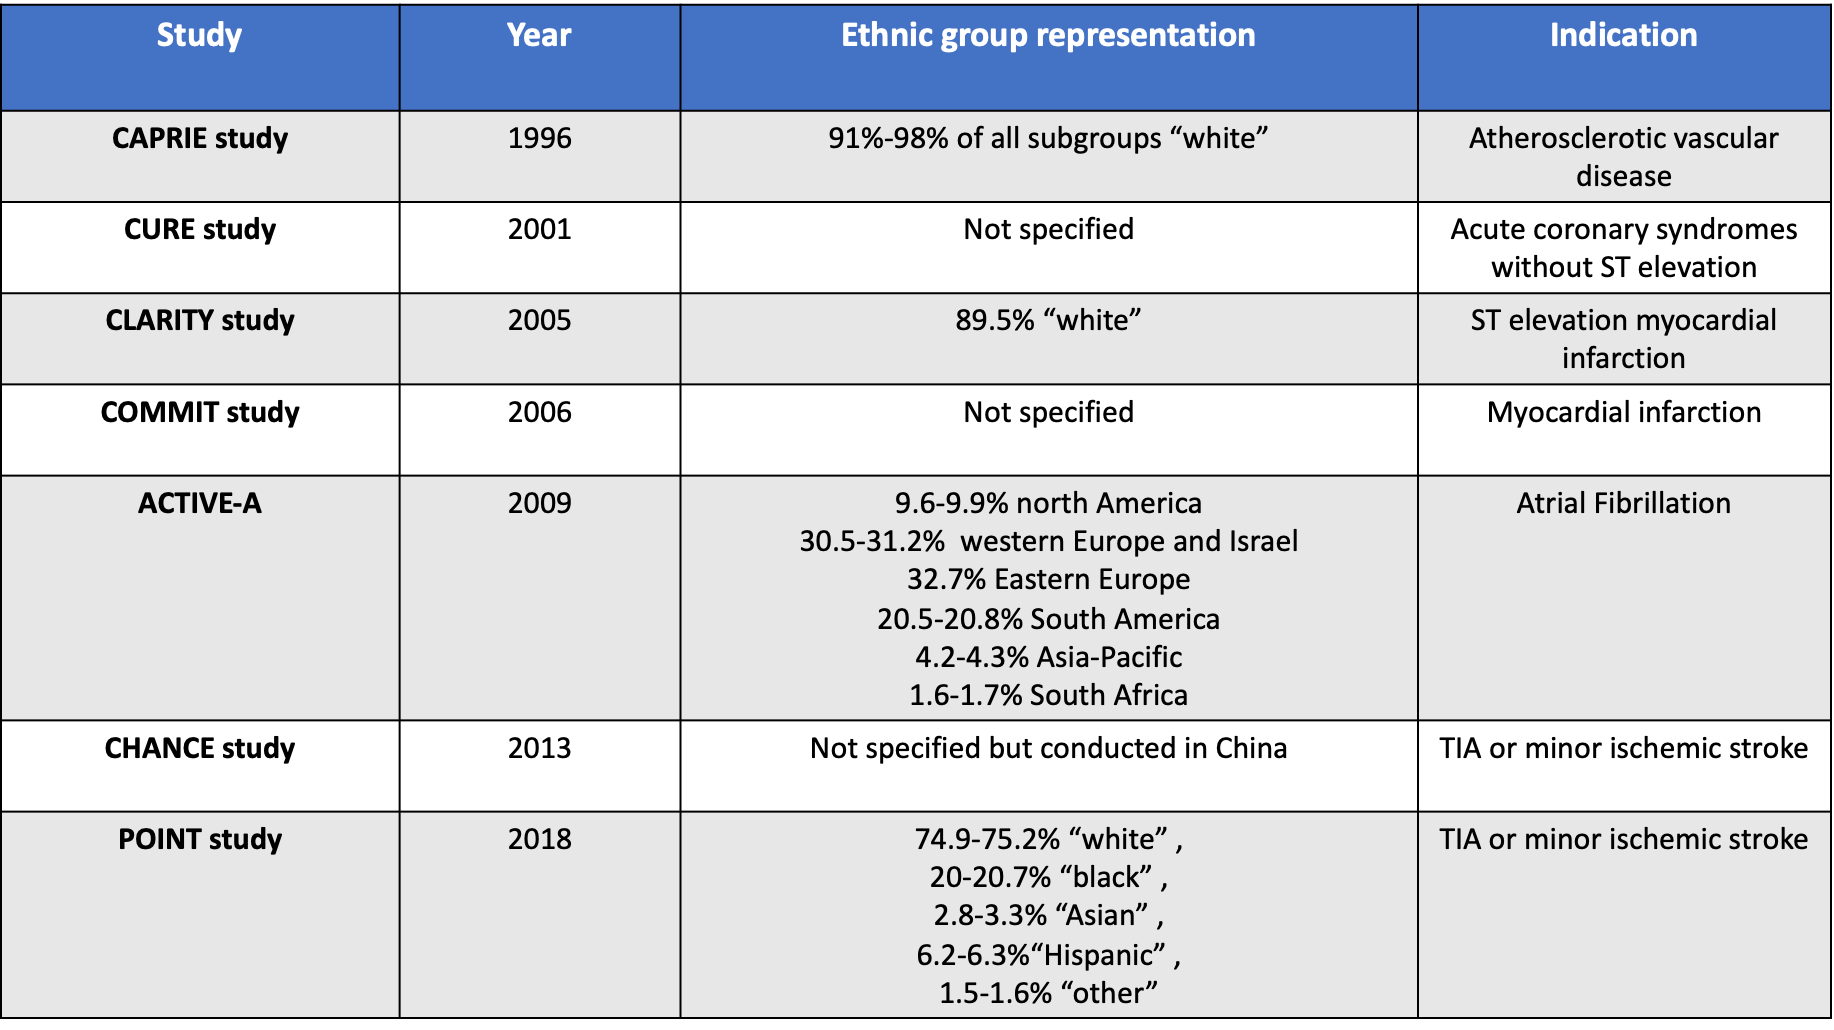 Study Year Ethnic group representation Indication
CAPRIE study 1996 91%-98% of all subgroups “white” Atherosclerotic vascular
disease
CURE study 2001 Not specified Acute coronary syndromes
without ST elevation
CLARITY study 2005 89.5% “white” ST elevation myocardial
infarction
COMMIT study 2006 Not specified Myocardial infarction
ACTIVE-A 2009 9.6-9.9% north America Atrial Fibrillation
30.5-31.2%  western Europe and Israel
32.7% Eastern Europe
20.5-20.8% South America
4.2-4.3% Asia-Pacific
1.6-1.7% South Africa
CHANCE study 2013 Not specified but conducted in China TIA or minor ischemic stroke
POINT study 2018 74.9-75.2% “white” , TIA or minor ischemic stroke
20-20.7% “black” ,
2.8-3.3% “Asian” ,
6.2-6.3%“Hispanic” ,
1.5-1.6% “other”